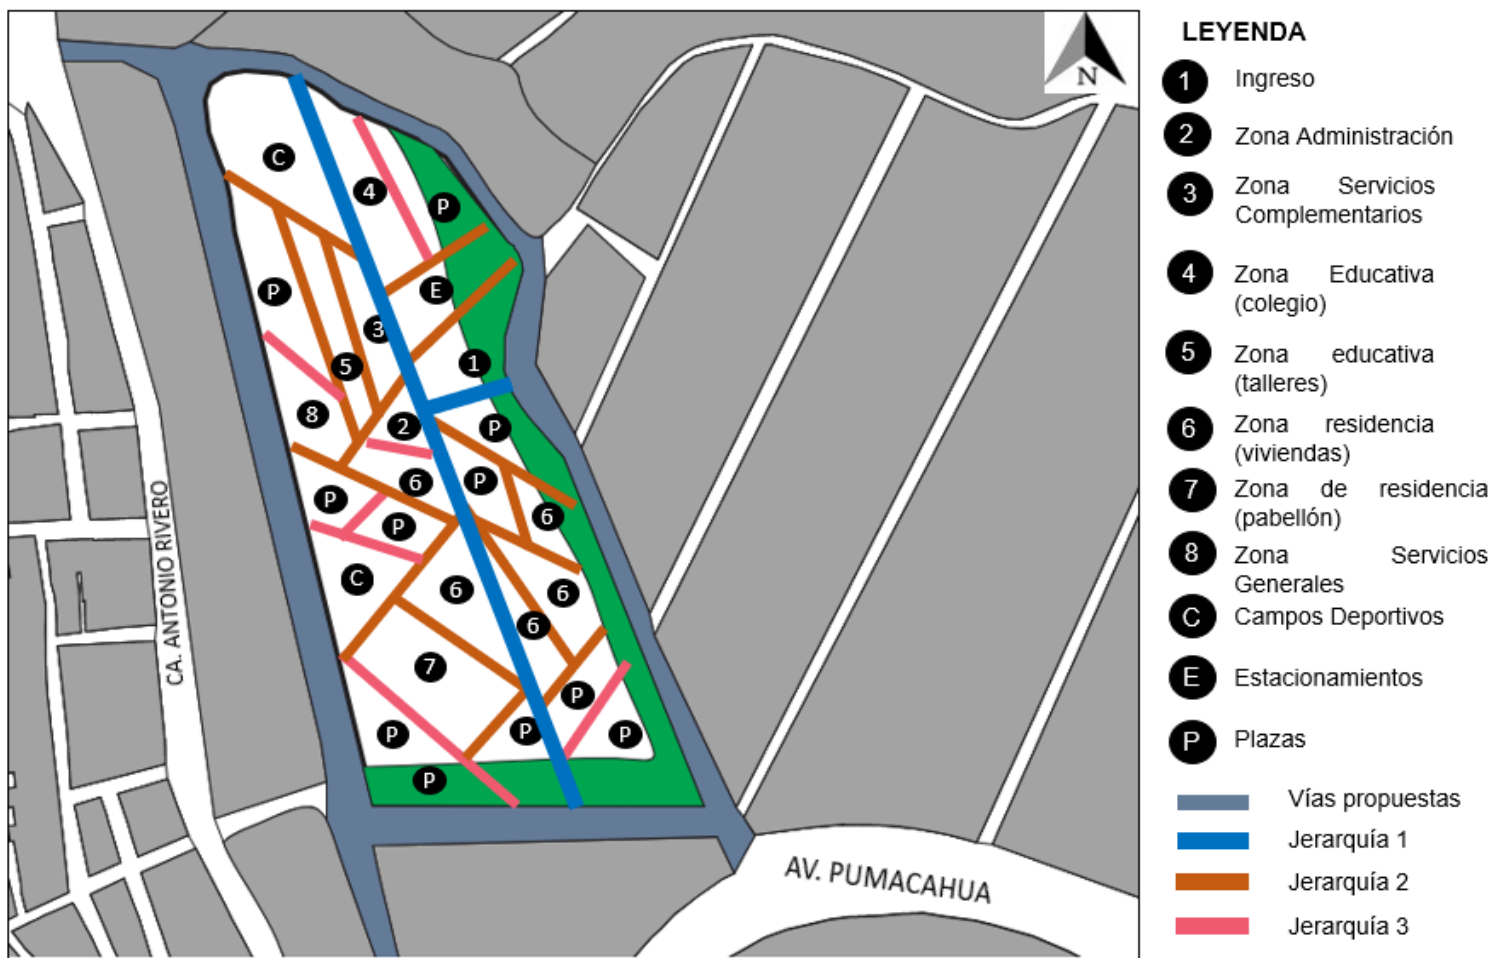 N
C
4
P
P
E
3
1
5
8
2
P
6
P
P
P
6
C
6
6
6
7
P
P
P
P
P
CA. ANTONIO RIVERO
AV. PUMACAHUA
LEYENDA
1 Ingreso
2 Zona Administración
3 Zona Servicios
Complementarios
4 Zona Educativa
(colegio)
5 Zona educativa
(talleres)
6 Zona residencia
(viviendas)
7 Zona de residencia
(pabellón)
8 Zona Servicios
Generales
C Campos Deportivos
E Estacionamientos
P Plazas
Vías propuestas
Jerarquía 1
Jerarquía 2
Jerarquía 3